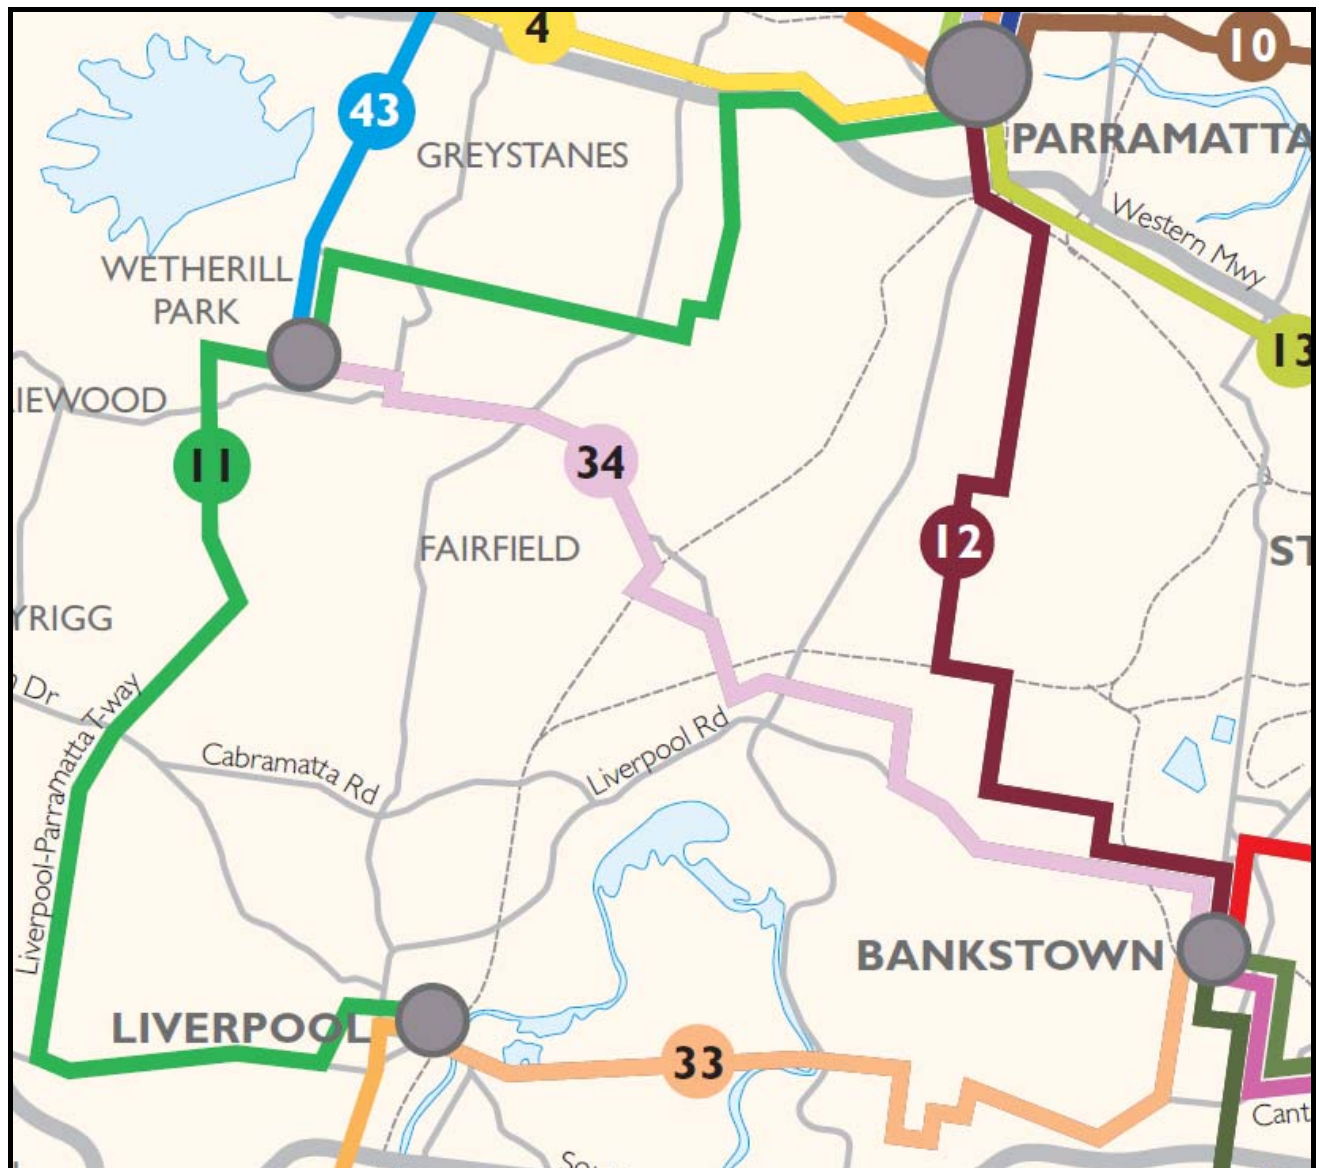 4
10
43
GREYSTANES
PARRAMATTA
Western Mwy
WETHERILL
PARK
13
IEWOOD
11
34
FAIRFIELD
12
ST
YRIGG
Dr
Liverpool-Parramatta T-way
Cabramatta Rd
Liverpool Rd
BANKSTOWN
LIVERPOOL
33
Cant